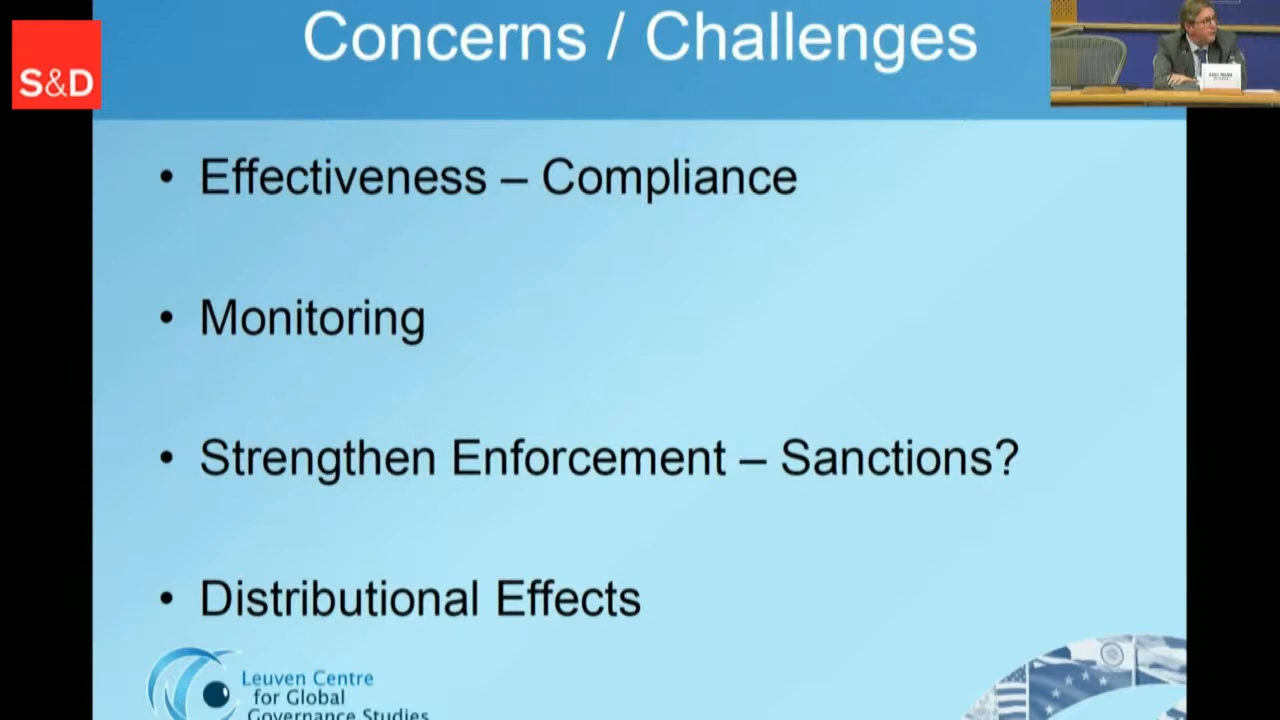 Concerns / Challenges
S&D
• Effectiveness – Compliance
• Monitoring
• Strengthen Enforcement – Sanctions?
• Distributional Effects
Leuven Centre
for Global
Governance Studies